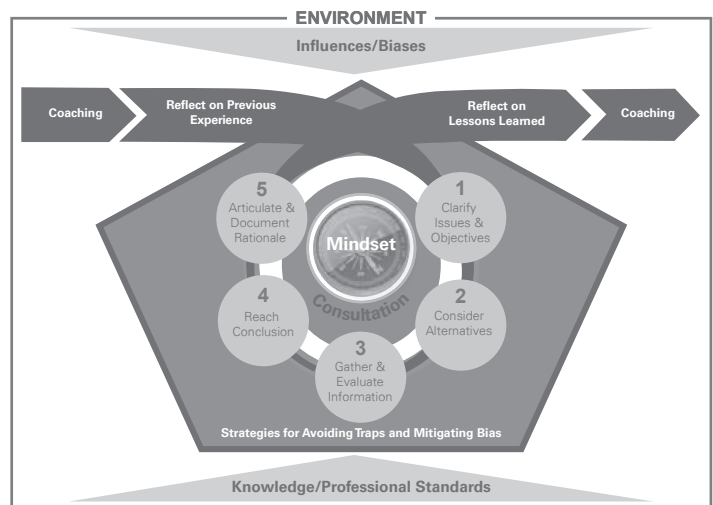 ENVIRONMENT
Influences/Biases
Coaching
Reflect on Previous
Experience
Reflect on
Lessons Learned
Coaching
5
Articulate &
Document
Rationale
1
Clarify
Issues &
Objectives
Mindset
Consultation
4
Reach
Conclusion
2
Consider
Alternatives
3
Gather &
Evaluate
Information
Strategies for Avoiding Traps and Mitigating Bias
Knowledge/Professional Standards